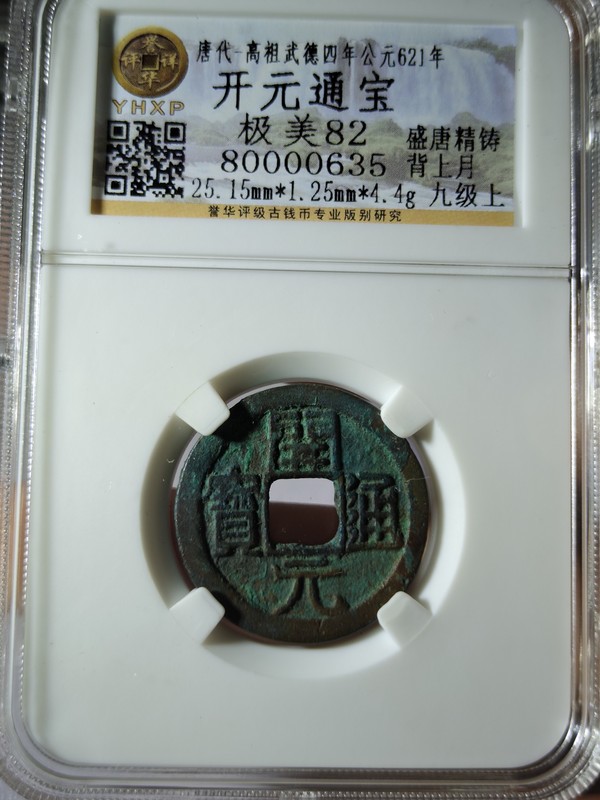 誉
评 评
华
YHXP
唐代-高祖武德四年公元621年
开元通宝
极美82 盛唐精铸
80000635 背上月
25.15mm*1.25mm*4.4g 九级上
誉华评级古钱币专业版别研究
開
寶 通
元